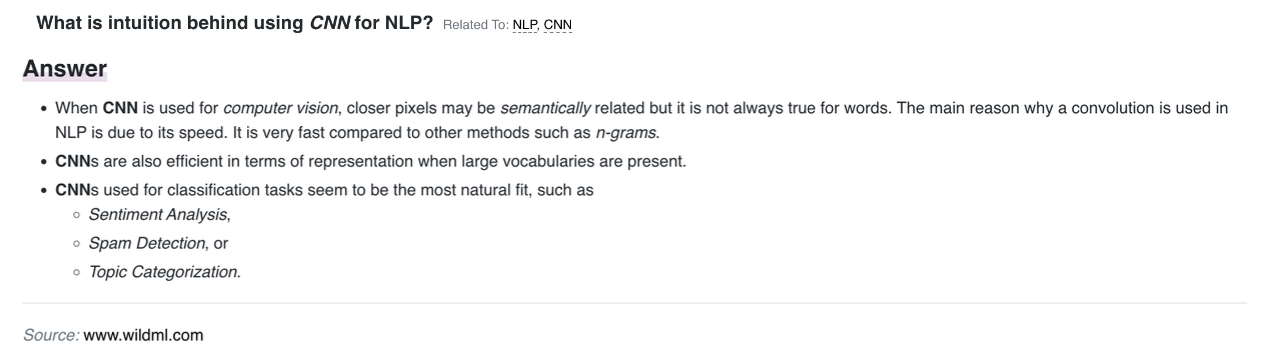 What is intuition behind using CNN for NLP? Related To: NLP, CNN
Answer
• When CNN is used for computer vision, closer pixels may be semantically related but it is not always true for words. The main reason why a convolution is used in
NLP is due to its speed. It is very fast compared to other methods such as n-grams.
• CNNs are also efficient in terms of representation when large vocabularies are present.
• CNNs used for classification tasks seem to be the most natural fit, such as
◦ Sentiment Analysis,
◦ Spam Detection, or
◦ Topic Categorization.
Source: www.wildml.com